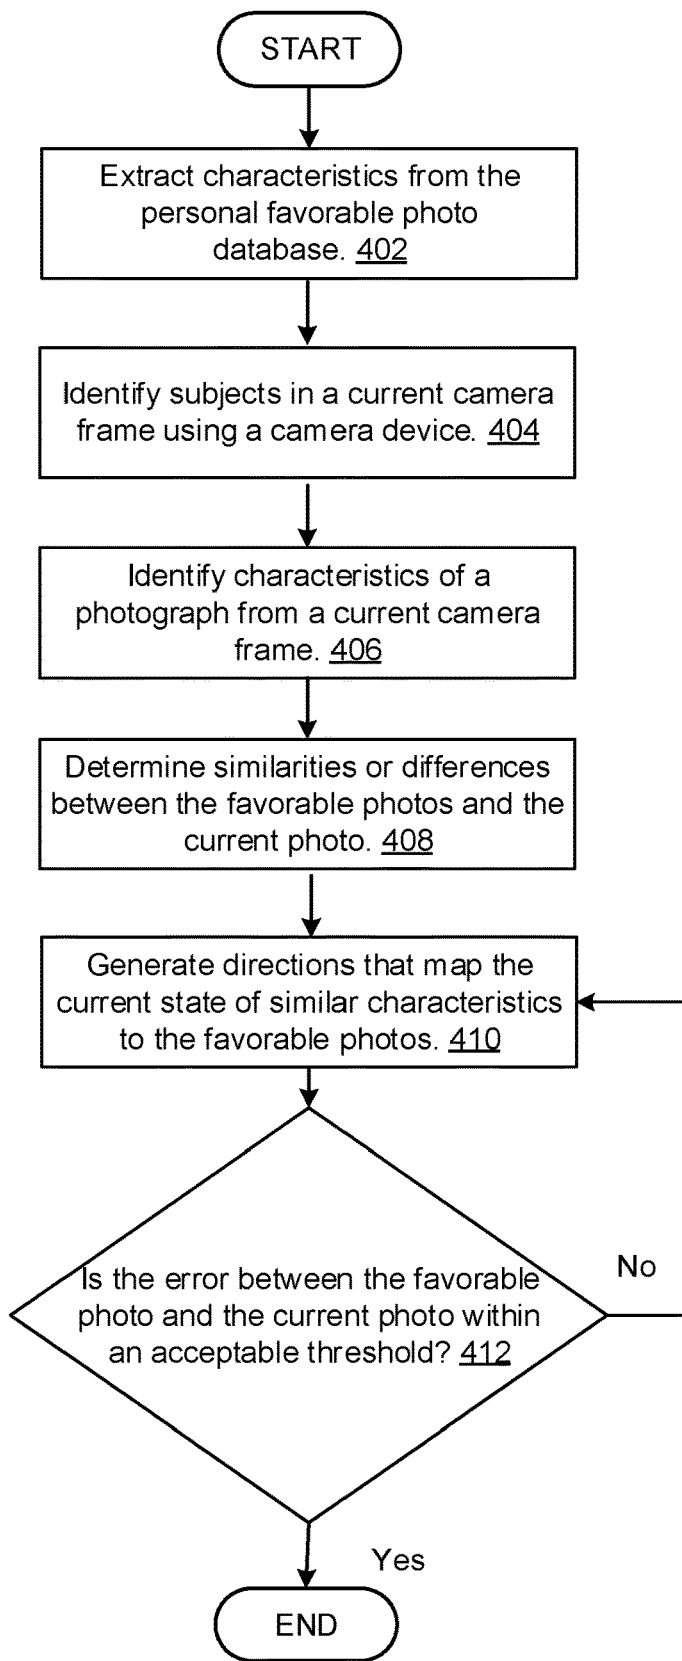 START
Extract characteristics from the
personal favorable photo
database. 402
Identify subjects in a current camera
frame using a camera device. 404
Identify characteristics of a
photograph from a current camera
frame. 406
Determine similarities or differences
between the favorable photos and the
current photo. 408
Generate directions that map the
current state of similar characteristics
to the favorable photos. 410
Is the error between the favorable
photo and the current photo within
an acceptable threshold? 412
No
Yes
END